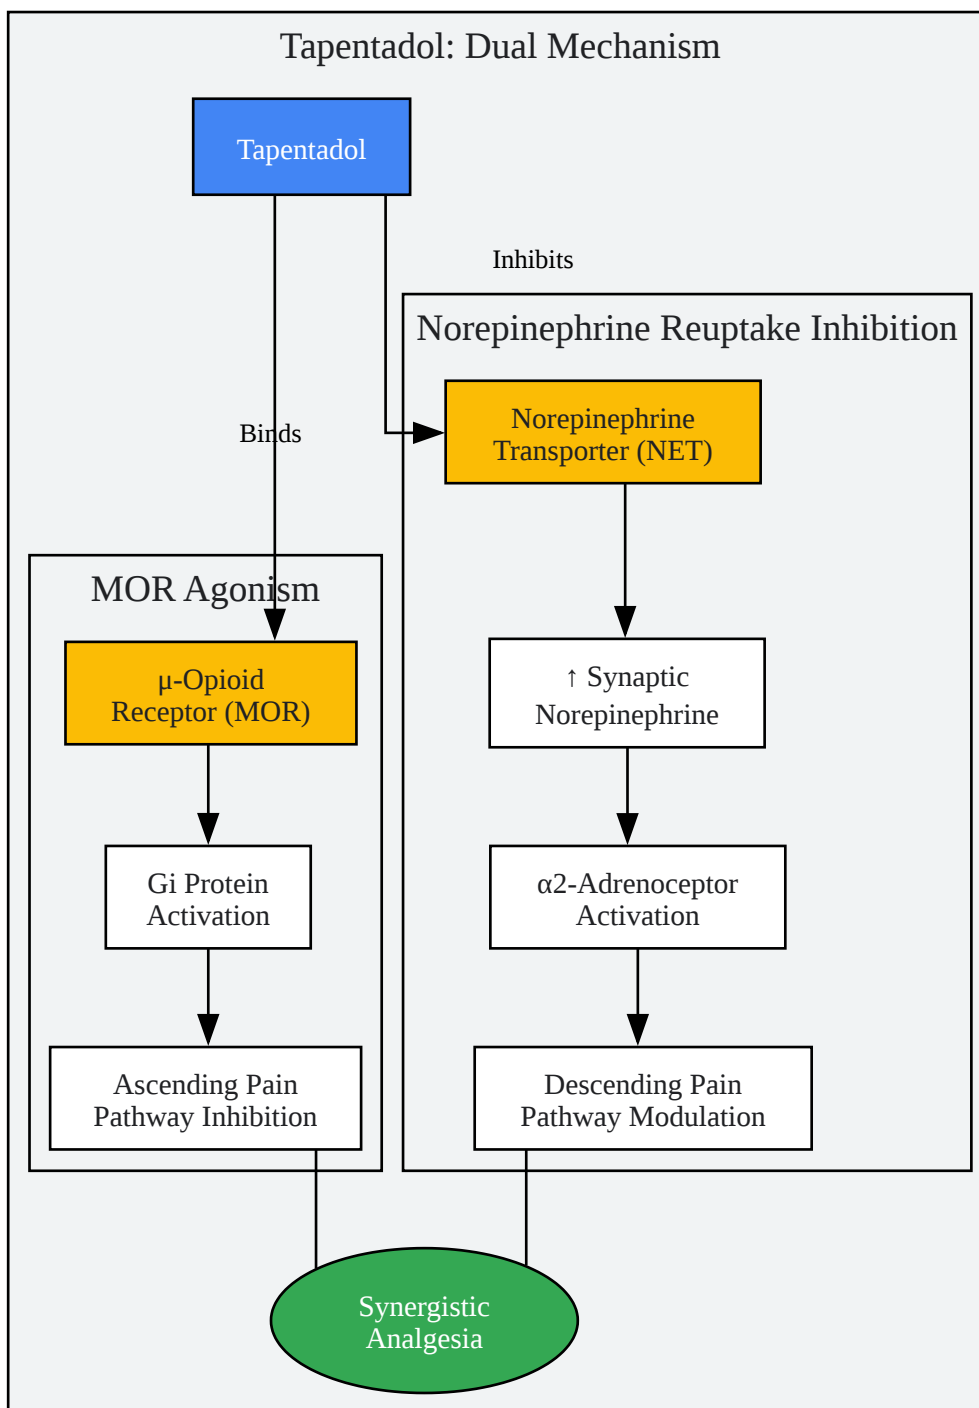 Tapentadol: Dual Mechanism
Tapentadol
Inhibits
Norepinephrine Reuptake Inhibition
Norepinephrine
Transporter (NET)
Binds
MOR Agonism
μ-Opioid
Receptor (MOR)
↑ Synaptic
Norepinephrine
Gi Protein
Activation
α2-Adrenoceptor
Activation
Ascending Pain
Pathway Inhibition
Descending Pain
Pathway Modulation
Synergistic
Analgesia